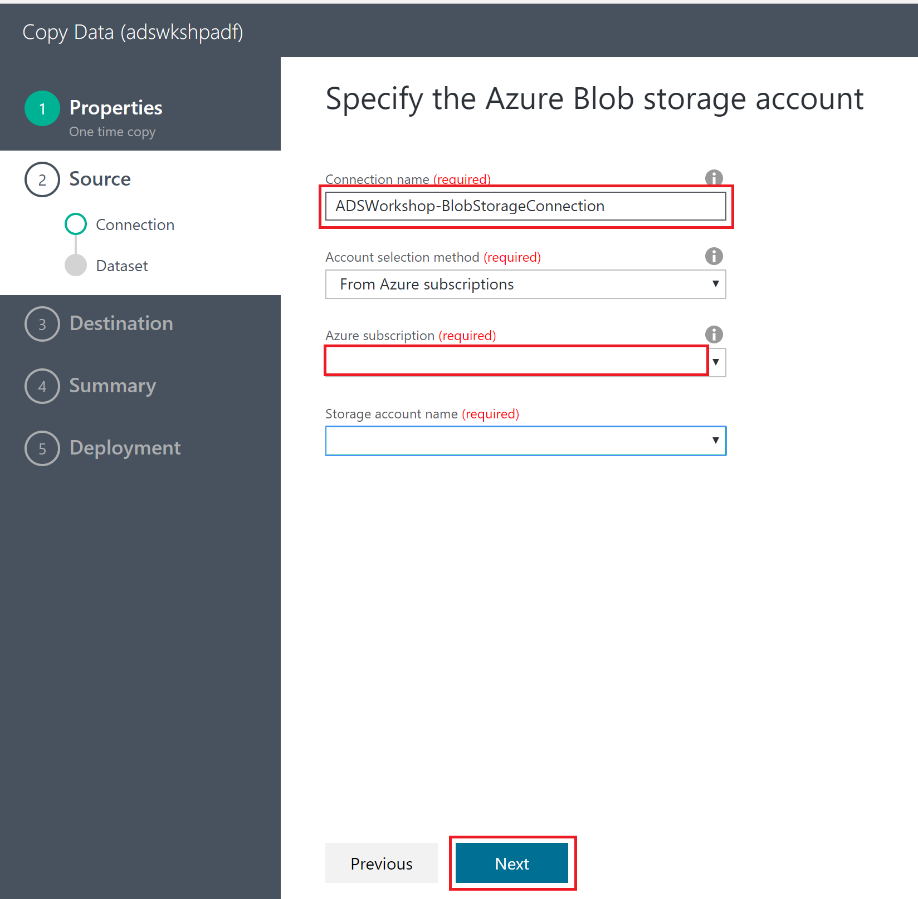 Copy Data (adswkshpadf)
1 Properties
One time copy
2 Source
Connection
Dataset
3 Destination
4 Summary
5 Deployment
Specify the Azure Blob storage account
Connection name (required)
ADSWorkshop-BlobStorageConnection
Account selection method (required)
From Azure subscriptions
Azure subscription (required)
Storage account name (required)
Previous
Next